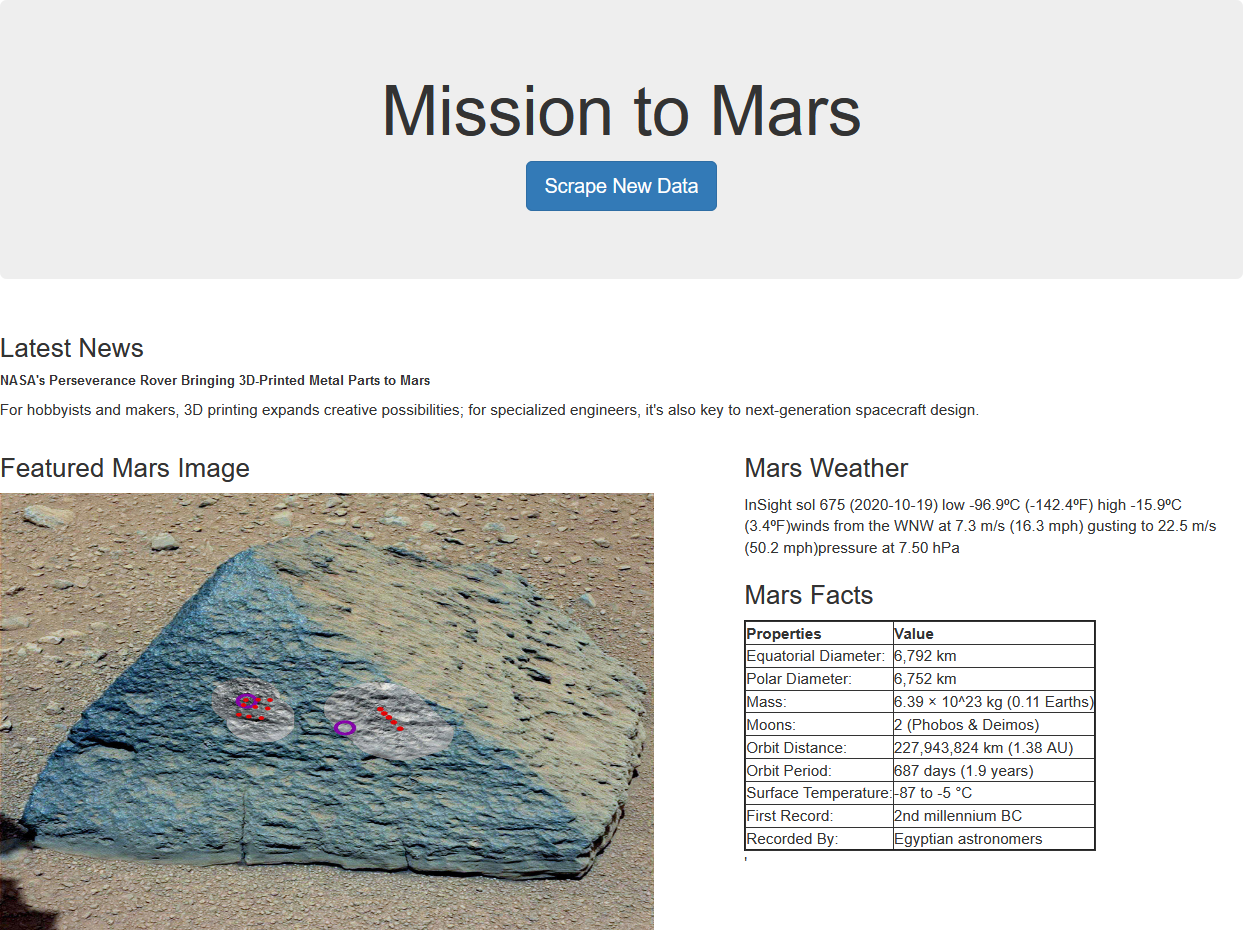 Mission to Mars
Scrape New Data
Latest News
NASA's Perseverance Rover Bringing 3D-Printed Metal Parts to Mars
For hobbyists and makers, 3D printing expands creative possibilities; for specialized engineers, it's also key to next-generation spacecraft design.
Featured Mars Image
Mars Weather
InSight sol 675 (2020-10-19) low -96.9ºC (-142.4ºF) high -15.9ºC
(3.4ºF)winds from the WNW at 7.3 m/s (16.3 mph) gusting to 22.5 m/s
(50.2 mph)pressure at 7.50 hPa
Mars Facts
Properties Value
Equatorial Diameter: 6,792 km
Polar Diameter: 6,752 km
Mass: 6.39 × 10^23 kg (0.11 Earths)
Moons: 2 (Phobos & Deimos)
Orbit Distance: 227,943,824 km (1.38 AU)
Orbit Period: 687 days (1.9 years)
Surface Temperature: -87 to -5 °C
First Record: 2nd millennium BC
Recorded By: Egyptian astronomers
'